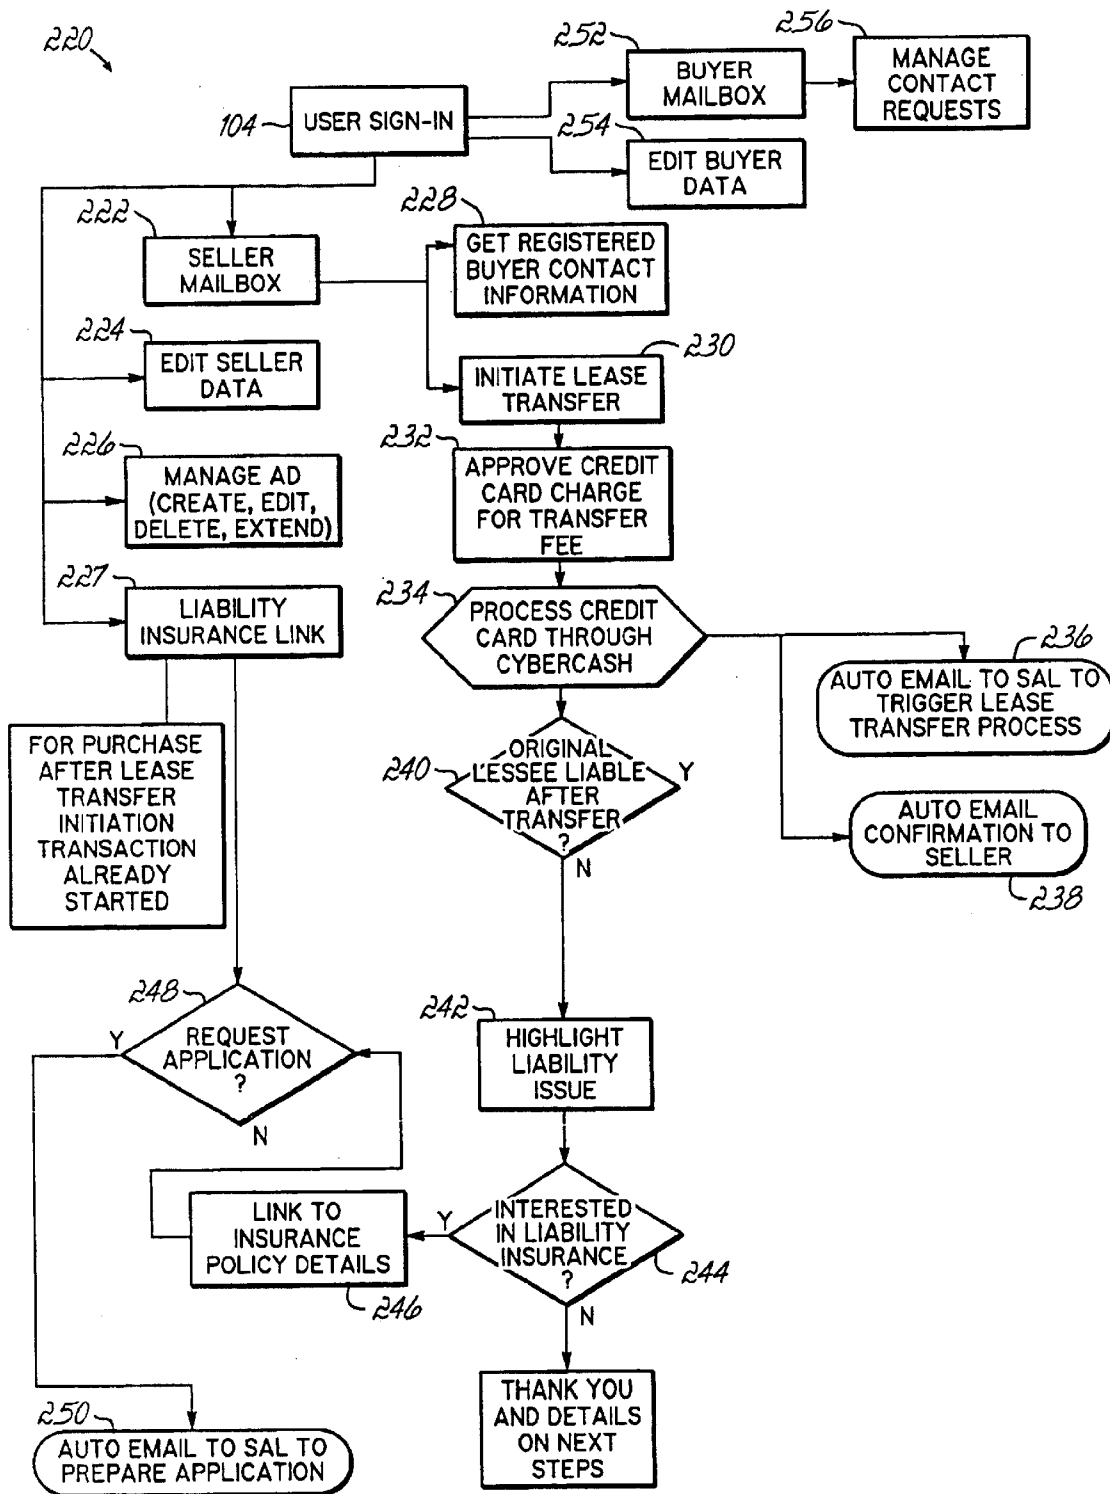 220
104
USER SIGN-IN
252
BUYER
MAILBOX
256
MANAGE
CONTACT
REQUESTS
254
EDIT BUYER
DATA
222
SELLER
MAILBOX
228
GET REGISTERED
BUYER CONTACT
INFORMATION
224
EDIT SELLER
DATA
230
INITIATE LEASE
TRANSFER
226
MANAGE AD
(CREATE, EDIT,
DELETE, EXTEND)
232
APPROVE CREDIT
CARD CHARGE
FOR TRANSFER
FEE
227
LIABILITY
INSURANCE LINK
234
PROCESS CREDIT
CARD THROUGH
CYBERCASH
236
AUTO EMAIL TO SAL TO
TRIGGER LEASE
TRANSFER PROCESS
FOR PURCHASE
AFTER LEASE
TRANSFER
INITIATION
TRANSACTION
ALREADY
STARTED
240
ORIGINAL
L'ESSEE LIABLE
AFTER
TRANSFER
?
Y
N
AUTO EMAIL
CONFIRMATION TO
SELLER
238
248
REQUEST
APPLICATION
?
Y
N
242
HIGHLIGHT
LIABILITY
ISSUE
LINK TO
INSURANCE
POLICY DETAILS
246
INTERESTED
IN LIABILITY
INSURANCE
?
Y
N
244
250
AUTO EMAIL TO SAL TO
PREPARE APPLICATION
THANK YOU
AND DETAILS
ON NEXT
STEPS